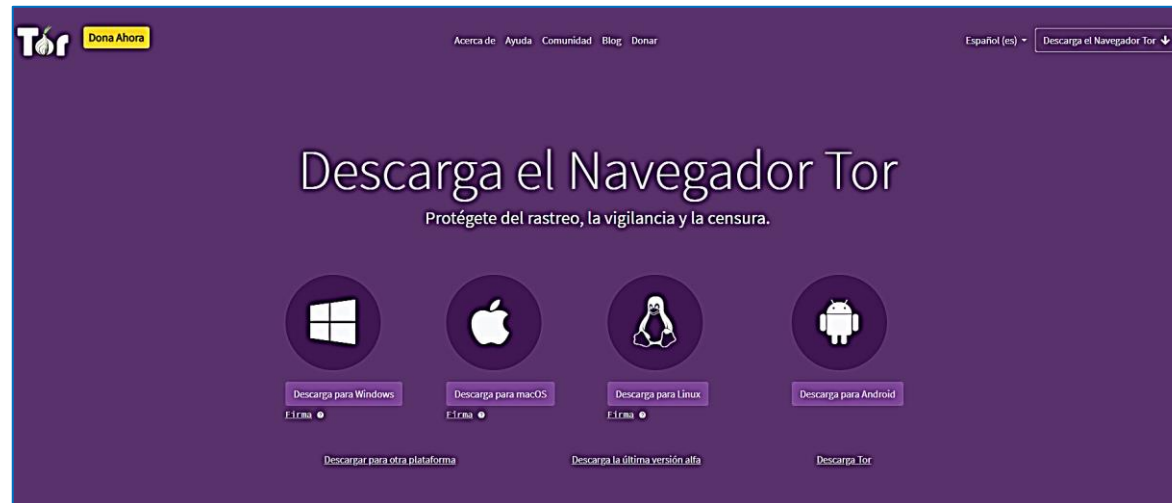 Tor Dona Ahora Acerca de Ayuda Comunidad Blog Donar Español (es) Descarga el Navegador Tor
Descarga el Navegador Tor
Protégete del rastreo, la vigilancia y la censura.
Descarga para Windows Descarga para macOS Descarga para Linux Descarga para Android
Firma Firma Firma
Descargar para otra plataforma Descarga la última versión alfa Descarga Tor